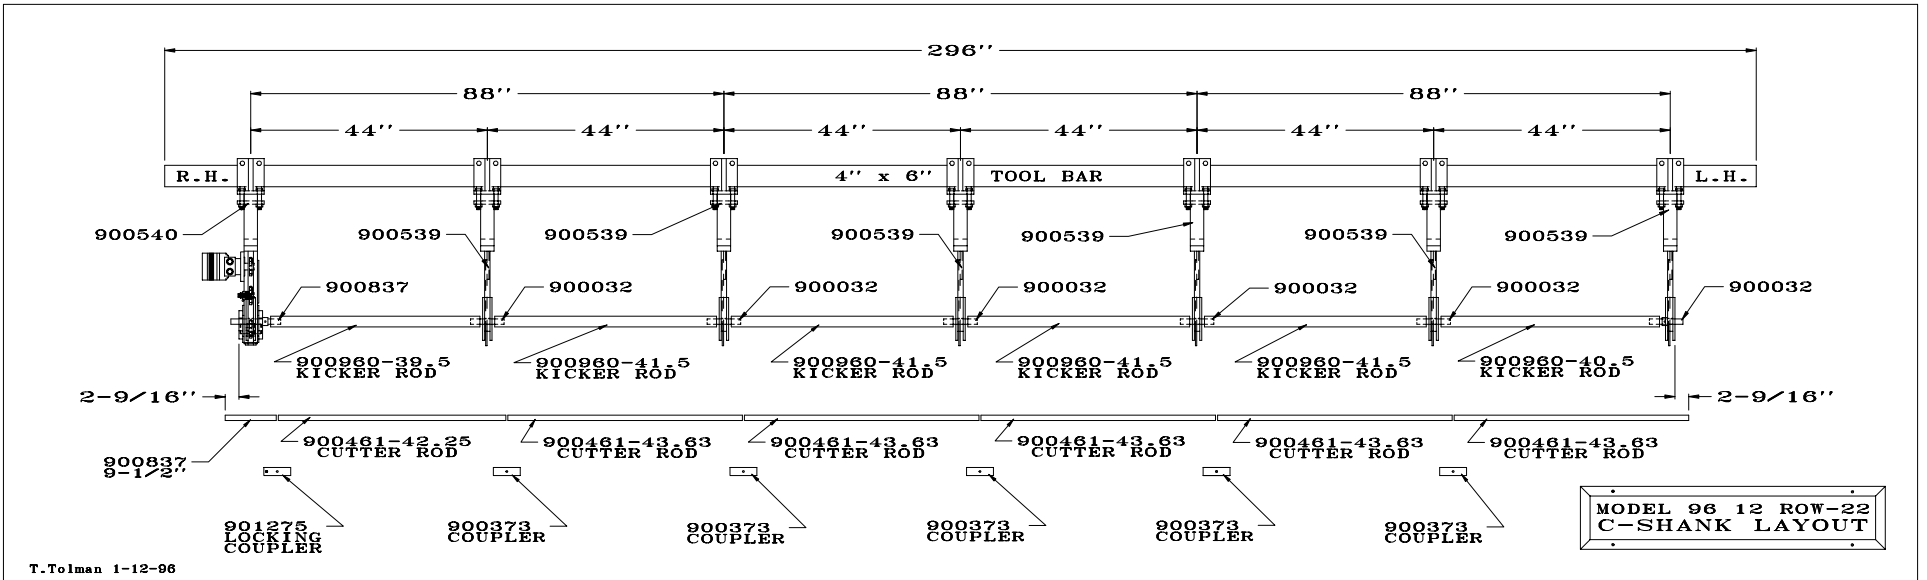 296''
88''
88''
88''
44''
44''
44''
44''
44''
44''
R.H.
4'' x 6''
TOOL BAR
L.H.
900540
900539
900539
900539
900539
900539
900539
900837
900032
900032
900032
900032
900032
900032
900960-39.5
KICKER ROD
900960-41.5
KICKER ROD
900960-41.5
KICKER ROD
900960-41.5
KICKER ROD
900960-41.5
KICKER ROD
900960-40.5
KICKER ROD
2-9/16''
2-9/16''
900837
9-1/2''
900461-42.25
CUTTER ROD
900461-43.63
CUTTER ROD
900461-43.63
CUTTER ROD
900461-43.63
CUTTER ROD
900461-43.63
CUTTER ROD
900461-43.63
CUTTER ROD
901275
LOCKING
COUPLER
900373
COUPLER
900373
COUPLER
900373
COUPLER
900373
COUPLER
900373
COUPLER
MODEL 96 12 ROW-22
C-SHANK LAYOUT
T.Tolman 1-12-96